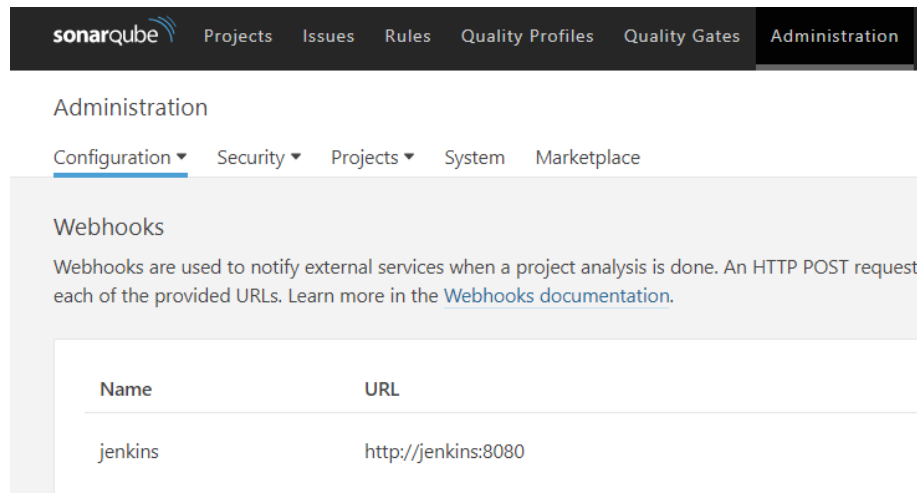 sonarqube Projects Issues Rules Quality Profiles Quality Gates Administration
Administration
Configuration Security Projects System Marketplace
Webhooks
Webhooks are used to notify external services when a project analysis is done. An HTTP POST request
each of the provided URLs. Learn more in the Webhooks documentation.
Name URL
jenkins http://jenkins:8080